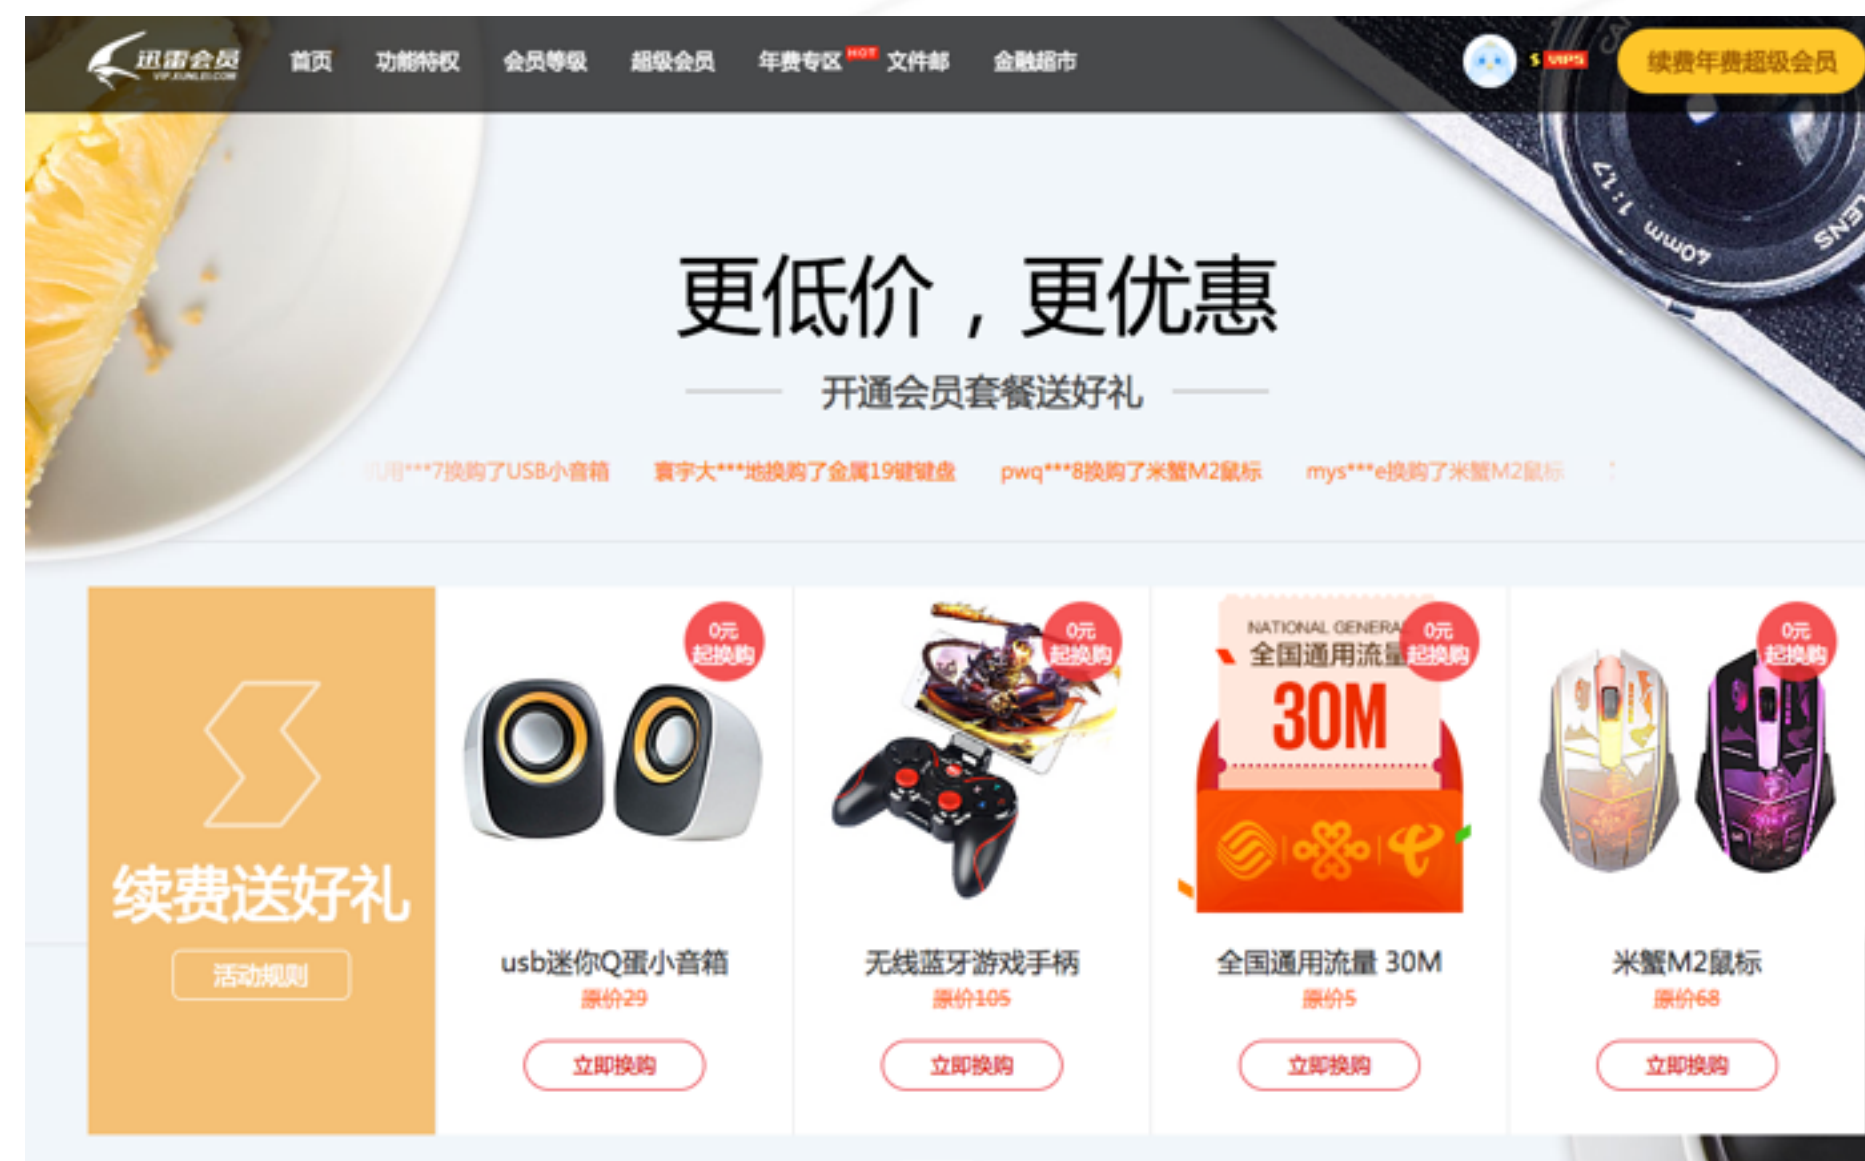 迅雷会员
VIP.XUNLEI.COM
首页 功能特权 会员等级 超级会员 年费专区 HOT 文件邮 金融超市
$ VIP5
续费年费超级会员
1:1.7
40mm
LENS
更低价，更优惠
开通会员套餐送好礼
机用***7换购了USB小音箱 寰宇大***地换购了金属19键键盘 pwq***8换购了米蟹M2鼠标 mys***e换购了米蟹M2鼠标
续费送好礼
活动规则
0元
起换购
usb迷你Q蛋小音箱
原价29
立即换购
0元
起换购
无线蓝牙游戏手柄
原价105
立即换购
NATIONAL GENERA
全国通用流量
30M
0元
起换购
全国通用流量 30M
原价5
立即换购
0元
起换购
米蟹M2鼠标
原价68
立即换购